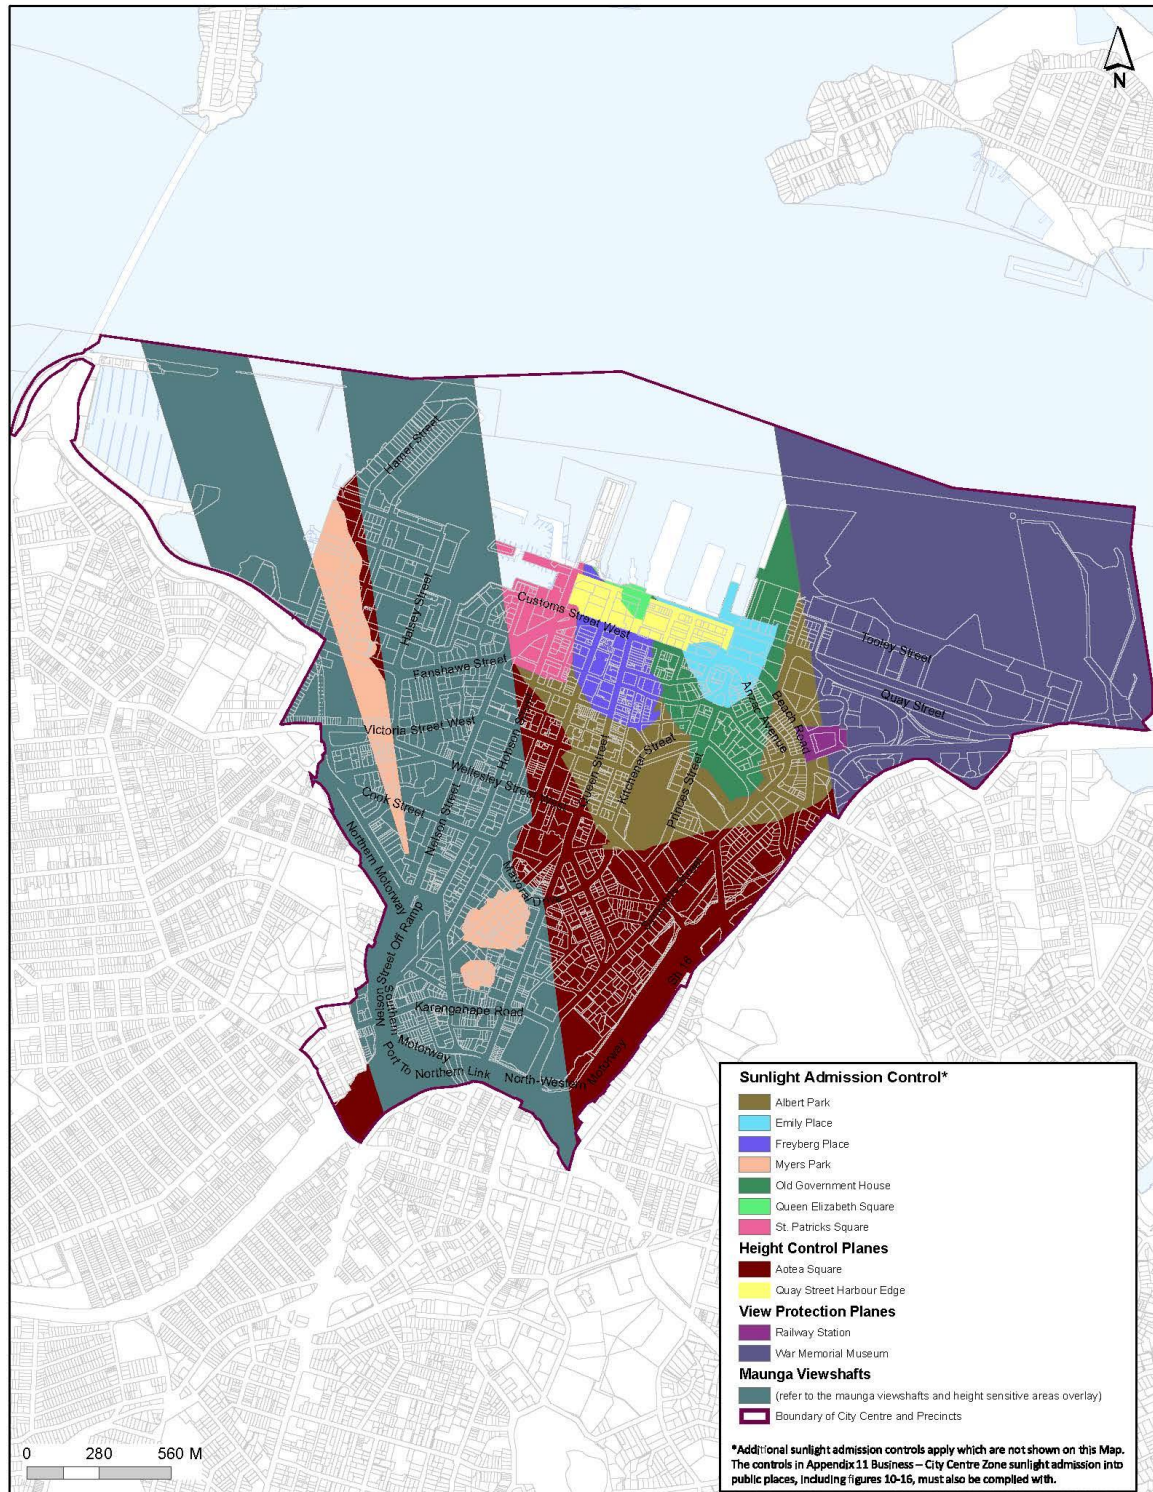 N
Hamer Street
Halsey Street
Customs Street West
Fanshawe Street
Tooley Street
Quay Street
Anzac Avenue
Beach Road
Victoria Street West
Hobson Street
Queen Street
Kitchener Street
Princes Street
Wellesley Street
Cook Street
Nelson Street
Northern Motorway
Mayoral D
Nelson Street Off Ramp
Southern Motorway
Karangahape Road
SH 16
Port To Northern Link
North-Western Motorway
Sunlight Admission Control*
Albert Park
Emily Place
Freyberg Place
Myers Park
Old Government House
Queen Elizabeth Square
St. Patricks Square
Height Control Planes
Aotea Square
Quay Street Harbour Edge
View Protection Planes
Railway Station
War Memorial Museum
Maunga Viewshafts
(refer to the maunga viewshafts and height sensitive areas overlay)
Boundary of City Centre and Precincts
*Additional sunlight admission controls apply which are not shown on this Map.
The controls in Appendix 11 Business – City Centre Zone sunlight admission into
public places, including figures 10-16, must also be complied with.
0 280 560 M